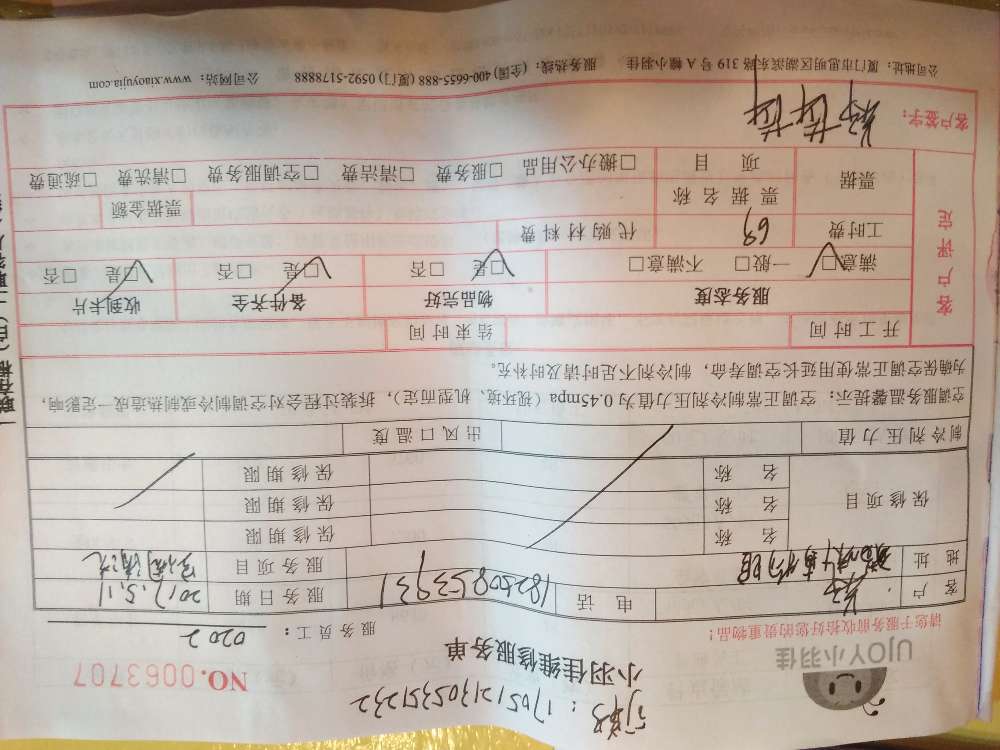 单号：1705121305351232
UJOY小羽佳
小羽佳维修服务单
NO.0063707
请您于服务前收拾好您的贵重物品！
服务员工：0202
客户 电话 18250853931 服务日期 2017.5.11
地址 服务项目 空调清洗
保修项目 名称 保修期限
名称 保修期限
名称 保修期限
制冷剂压力值 出风口温度
空调服务温馨提示：空调正常制冷剂压力值为0.45mpa（视环境、机型而定），拆装过程会对空调制冷或制热造成一定影响，
为确保空调正常使用延长空调寿命，制冷剂不足时请及时补充。
客户评定
开工时间 结束时间
服务态度 物品完好 备件齐全 收到卡片
满意□ 一般□ 不满意□ □是 □否 □是 □否 □是 □否
工时费 69 代购材料费
票据 票据名称 票据金额
项目 □搬办公用品 □服务费 □清洁费 □空调服务费 □清洗费 □疏通费
客户签字：
公司地址：厦门市思明区湖滨东路319号A幢小羽佳 服务热线：(全国) 400-6655-888 (厦门) 0592-5178888 公司网站：www.xiaoyujia.com